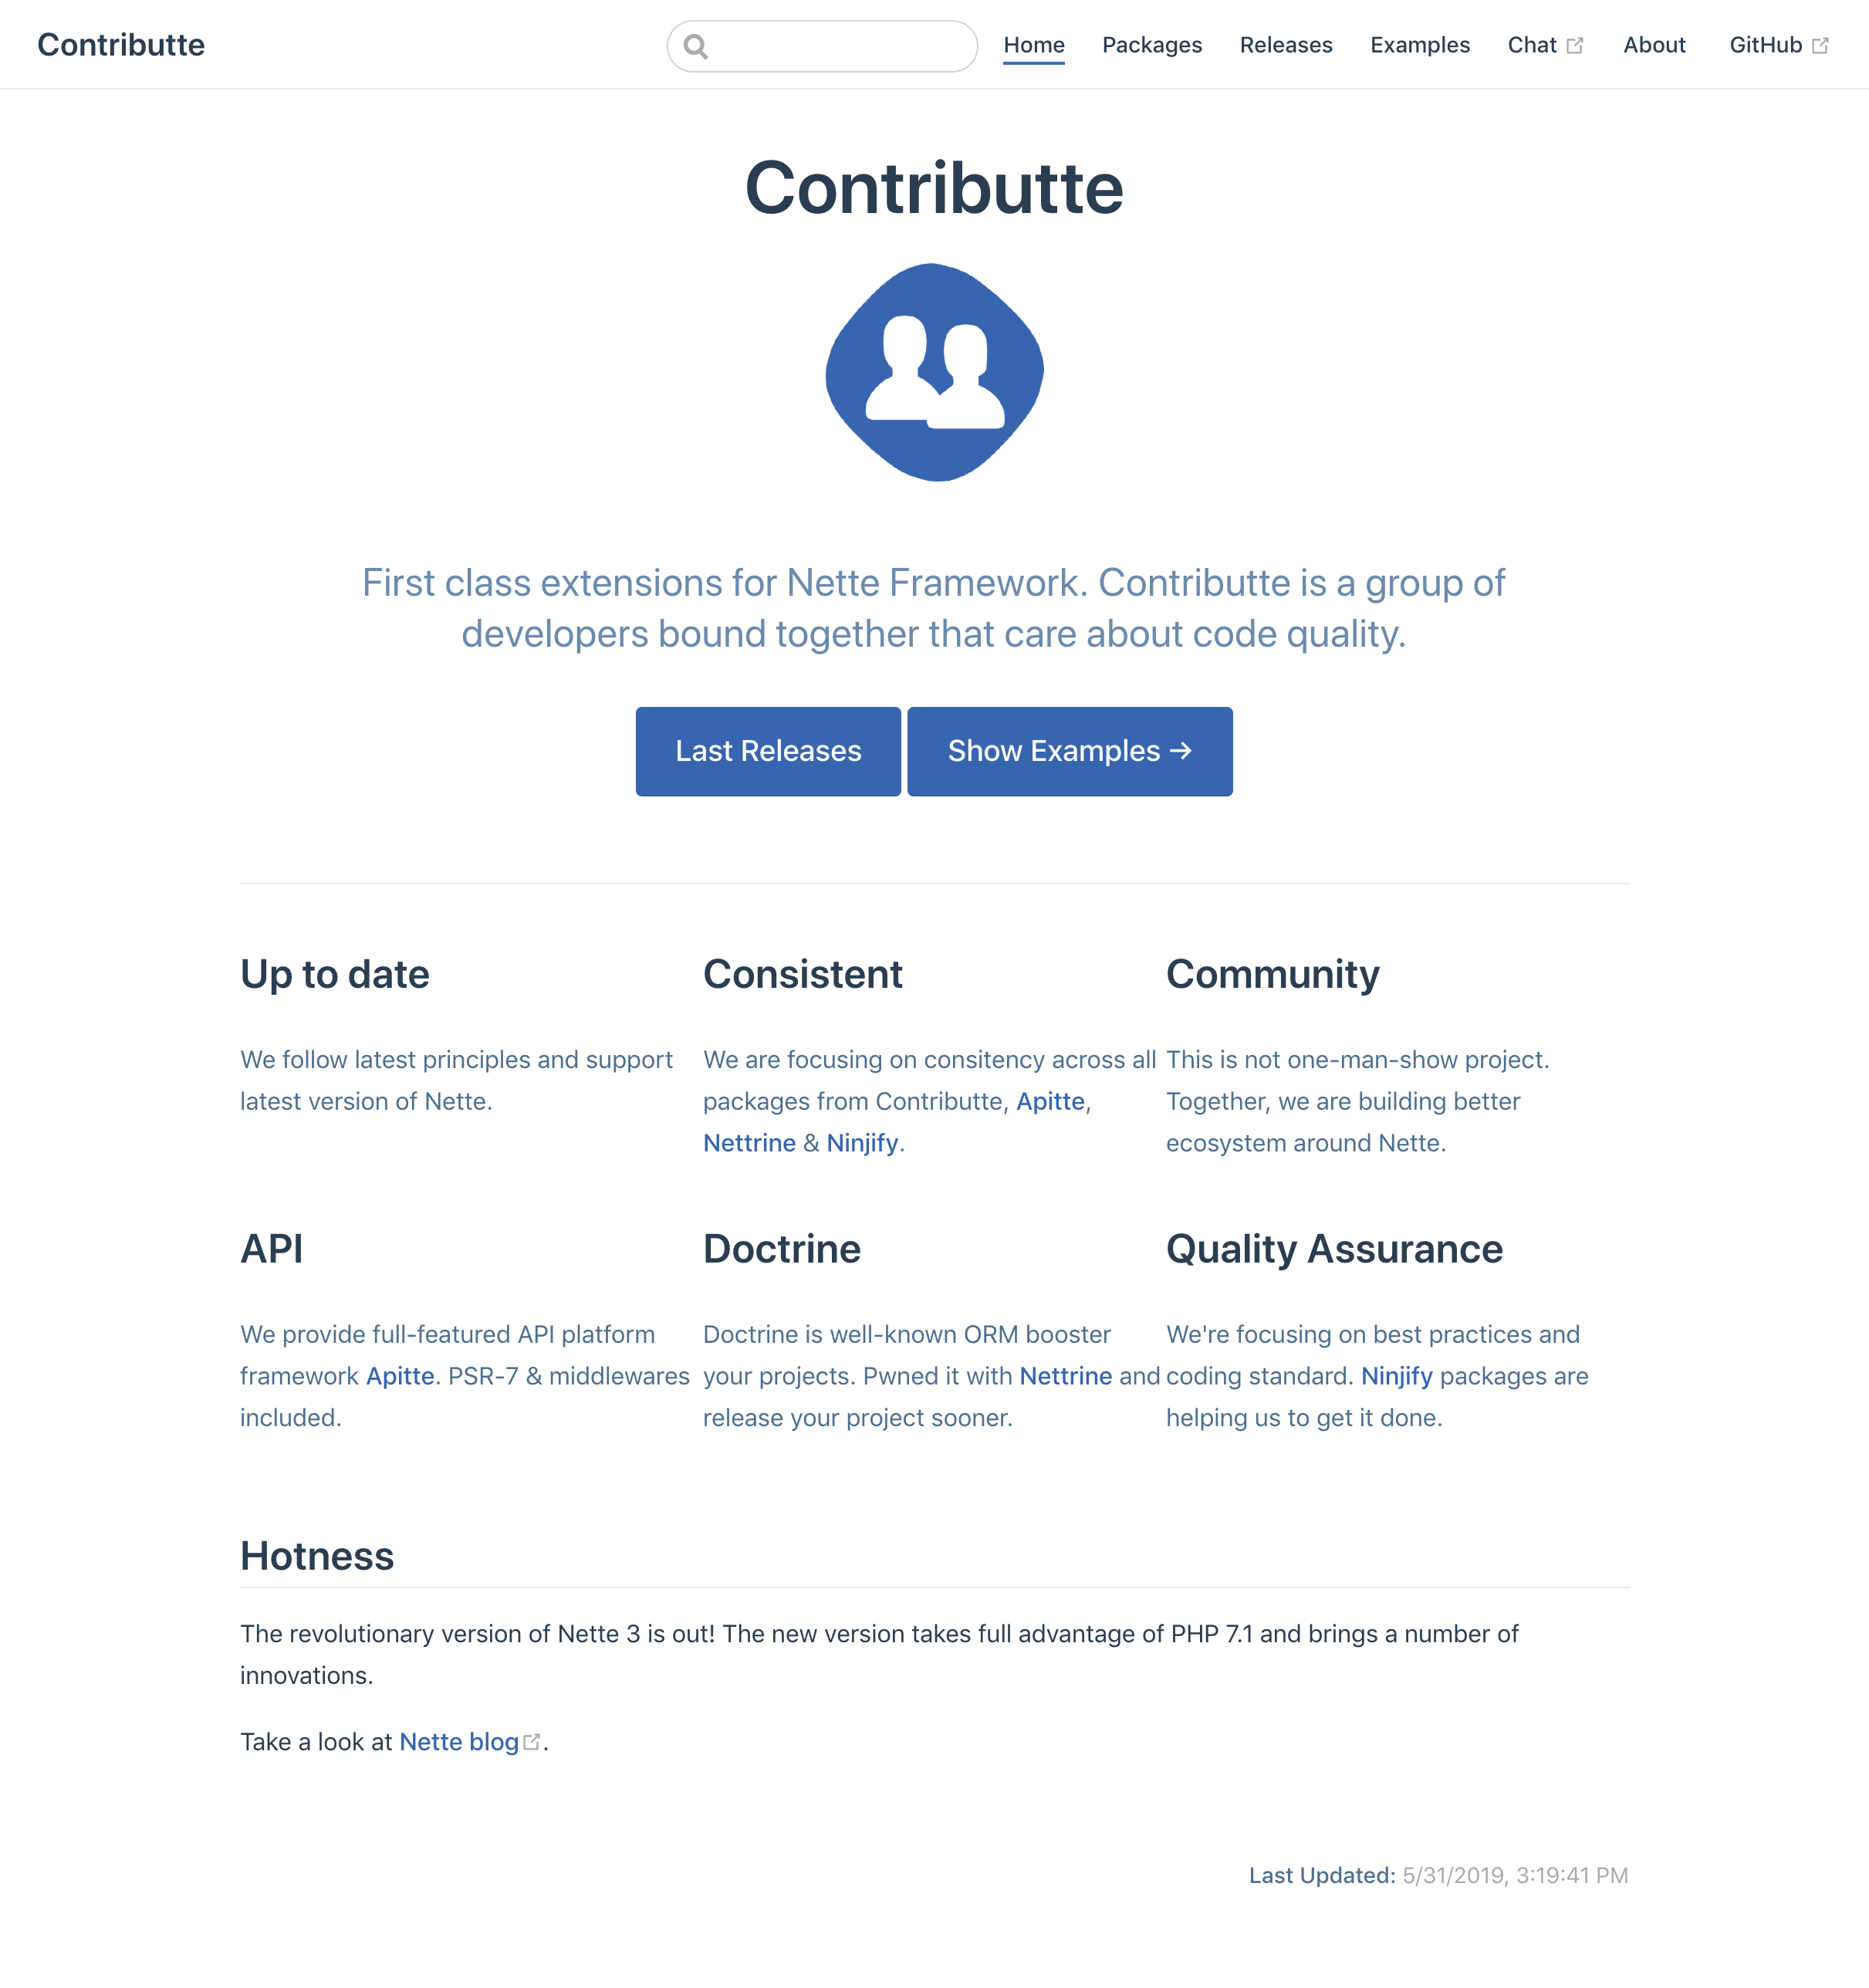 Contributte
Home Packages Releases Examples Chat About GitHub
Contributte
First class extensions for Nette Framework. Contributte is a group of
developers bound together that care about code quality.
Last Releases
Show Examples →
Up to date
We follow latest principles and support
latest version of Nette.
Consistent
We are focusing on consitency across all
packages from Contributte, Apitte,
Nettrine & Ninjify.
Community
This is not one-man-show project.
Together, we are building better
ecosystem around Nette.
API
We provide full-featured API platform
framework Apitte. PSR-7 & middlewares
included.
Doctrine
Doctrine is well-known ORM booster
your projects. Pwned it with Nettrine and
release your project sooner.
Quality Assurance
We're focusing on best practices and
coding standard. Ninjify packages are
helping us to get it done.
Hotness
The revolutionary version of Nette 3 is out! The new version takes full advantage of PHP 7.1 and brings a number of
innovations.
Take a look at Nette blog.
Last Updated: 5/31/2019, 3:19:41 PM